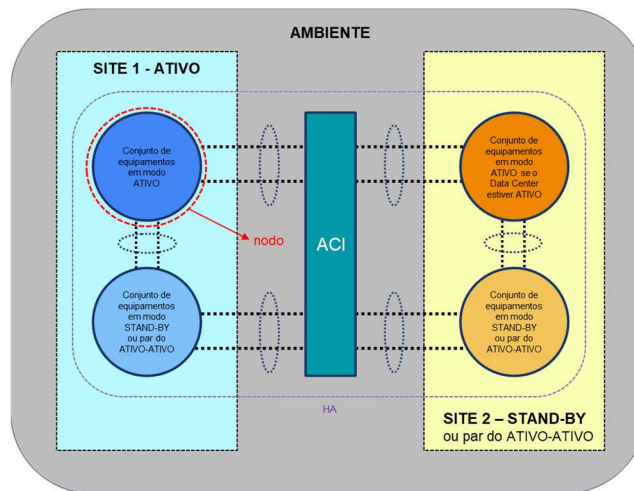 AMBIENTE
SITE 1 - ATIVO
Conjunto de
equipamentos
em modo
ATIVO
nodo
Conjunto de
equipamentos
em modo
STAND-BY
ou par do
ATIVO-ATIVO
ACI
Conjunto de
equipamentos
em modo
ATIVO se o
Data Center
estiver ATIVO
Conjunto de
equipamentos
em modo
STAND-BY
ou par do
ATIVO-ATIVO
HA
SITE 2 – STAND-BY
ou par do ATIVO-ATIVO